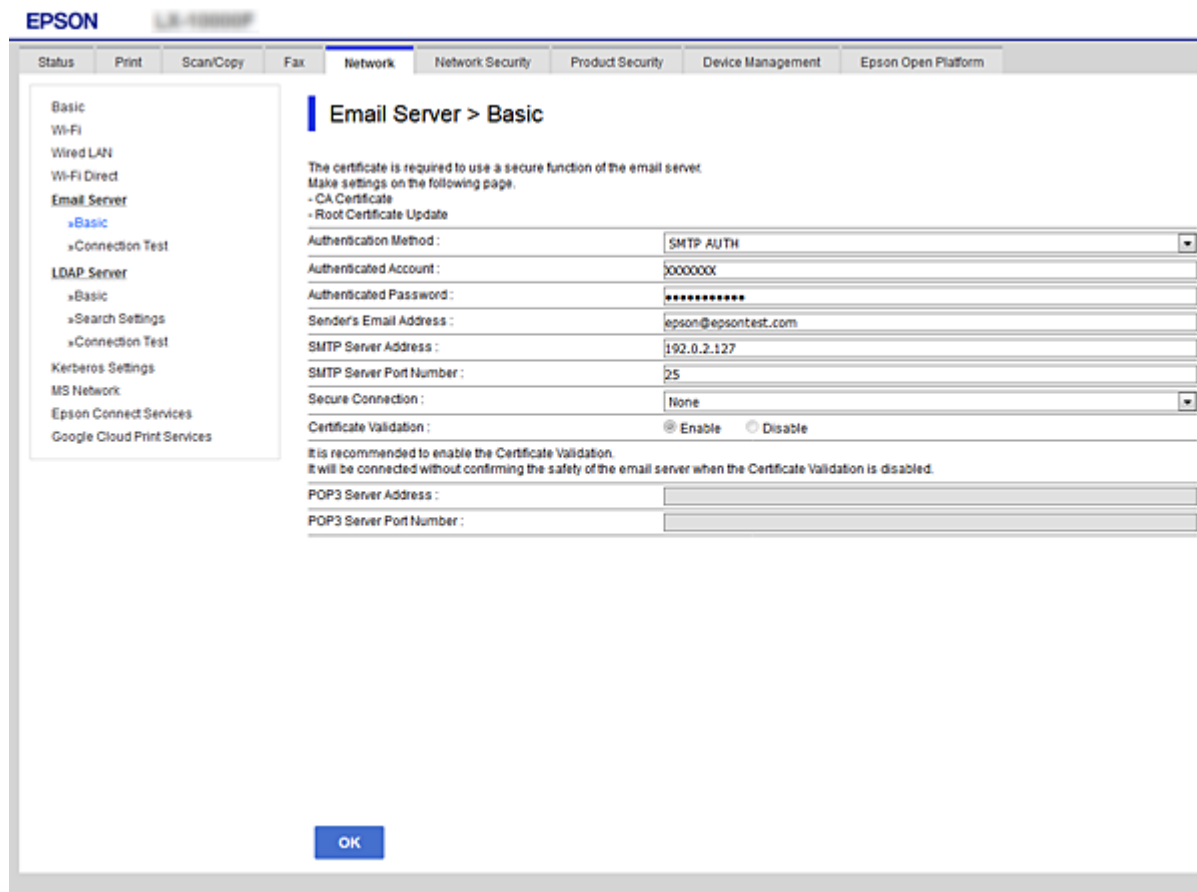 EPSON
Status Print Scan/Copy Fax Network Network Security Product Security Device Management Epson Open Platform
Basic
Wi-Fi
Wired LAN
Wi-Fi Direct
Email Server
»Basic
»Connection Test
LDAP Server
»Basic
»Search Settings
»Connection Test
Kerberos Settings
MS Network
Epson Connect Services
Google Cloud Print Services
Email Server > Basic
The certificate is required to use a secure function of the email server.
Make settings on the following page.
- CA Certificate
- Root Certificate Update
Authentication Method : SMTP AUTH
Authenticated Account : XXXXXXX
Authenticated Password : •••••••••••
Sender's Email Address : epson@epsontest.com
SMTP Server Address : 192.0.2.127
SMTP Server Port Number : 25
Secure Connection : None
Certificate Validation : Enable Disable
It is recommended to enable the Certificate Validation.
It will be connected without confirming the safety of the email server when the Certificate Validation is disabled.
POP3 Server Address :
POP3 Server Port Number :
OK